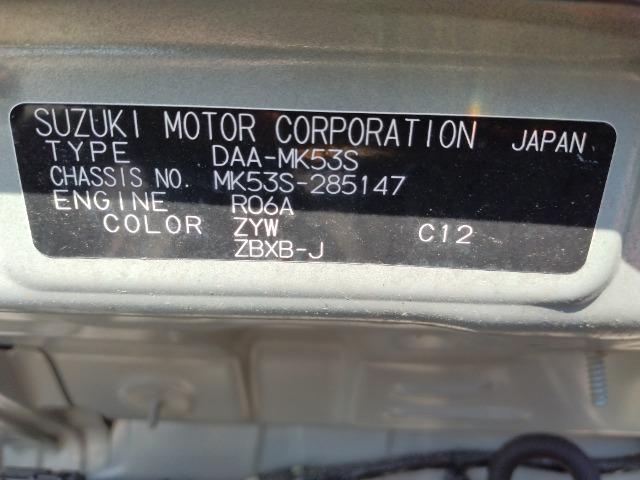 SUZUKI MOTOR CORPORATION JAPAN
TYPE DAA-MK53S
CHASSIS NO. MK53S-285147
ENGINE R06A
COLOR ZYW C12
ZBXB-J